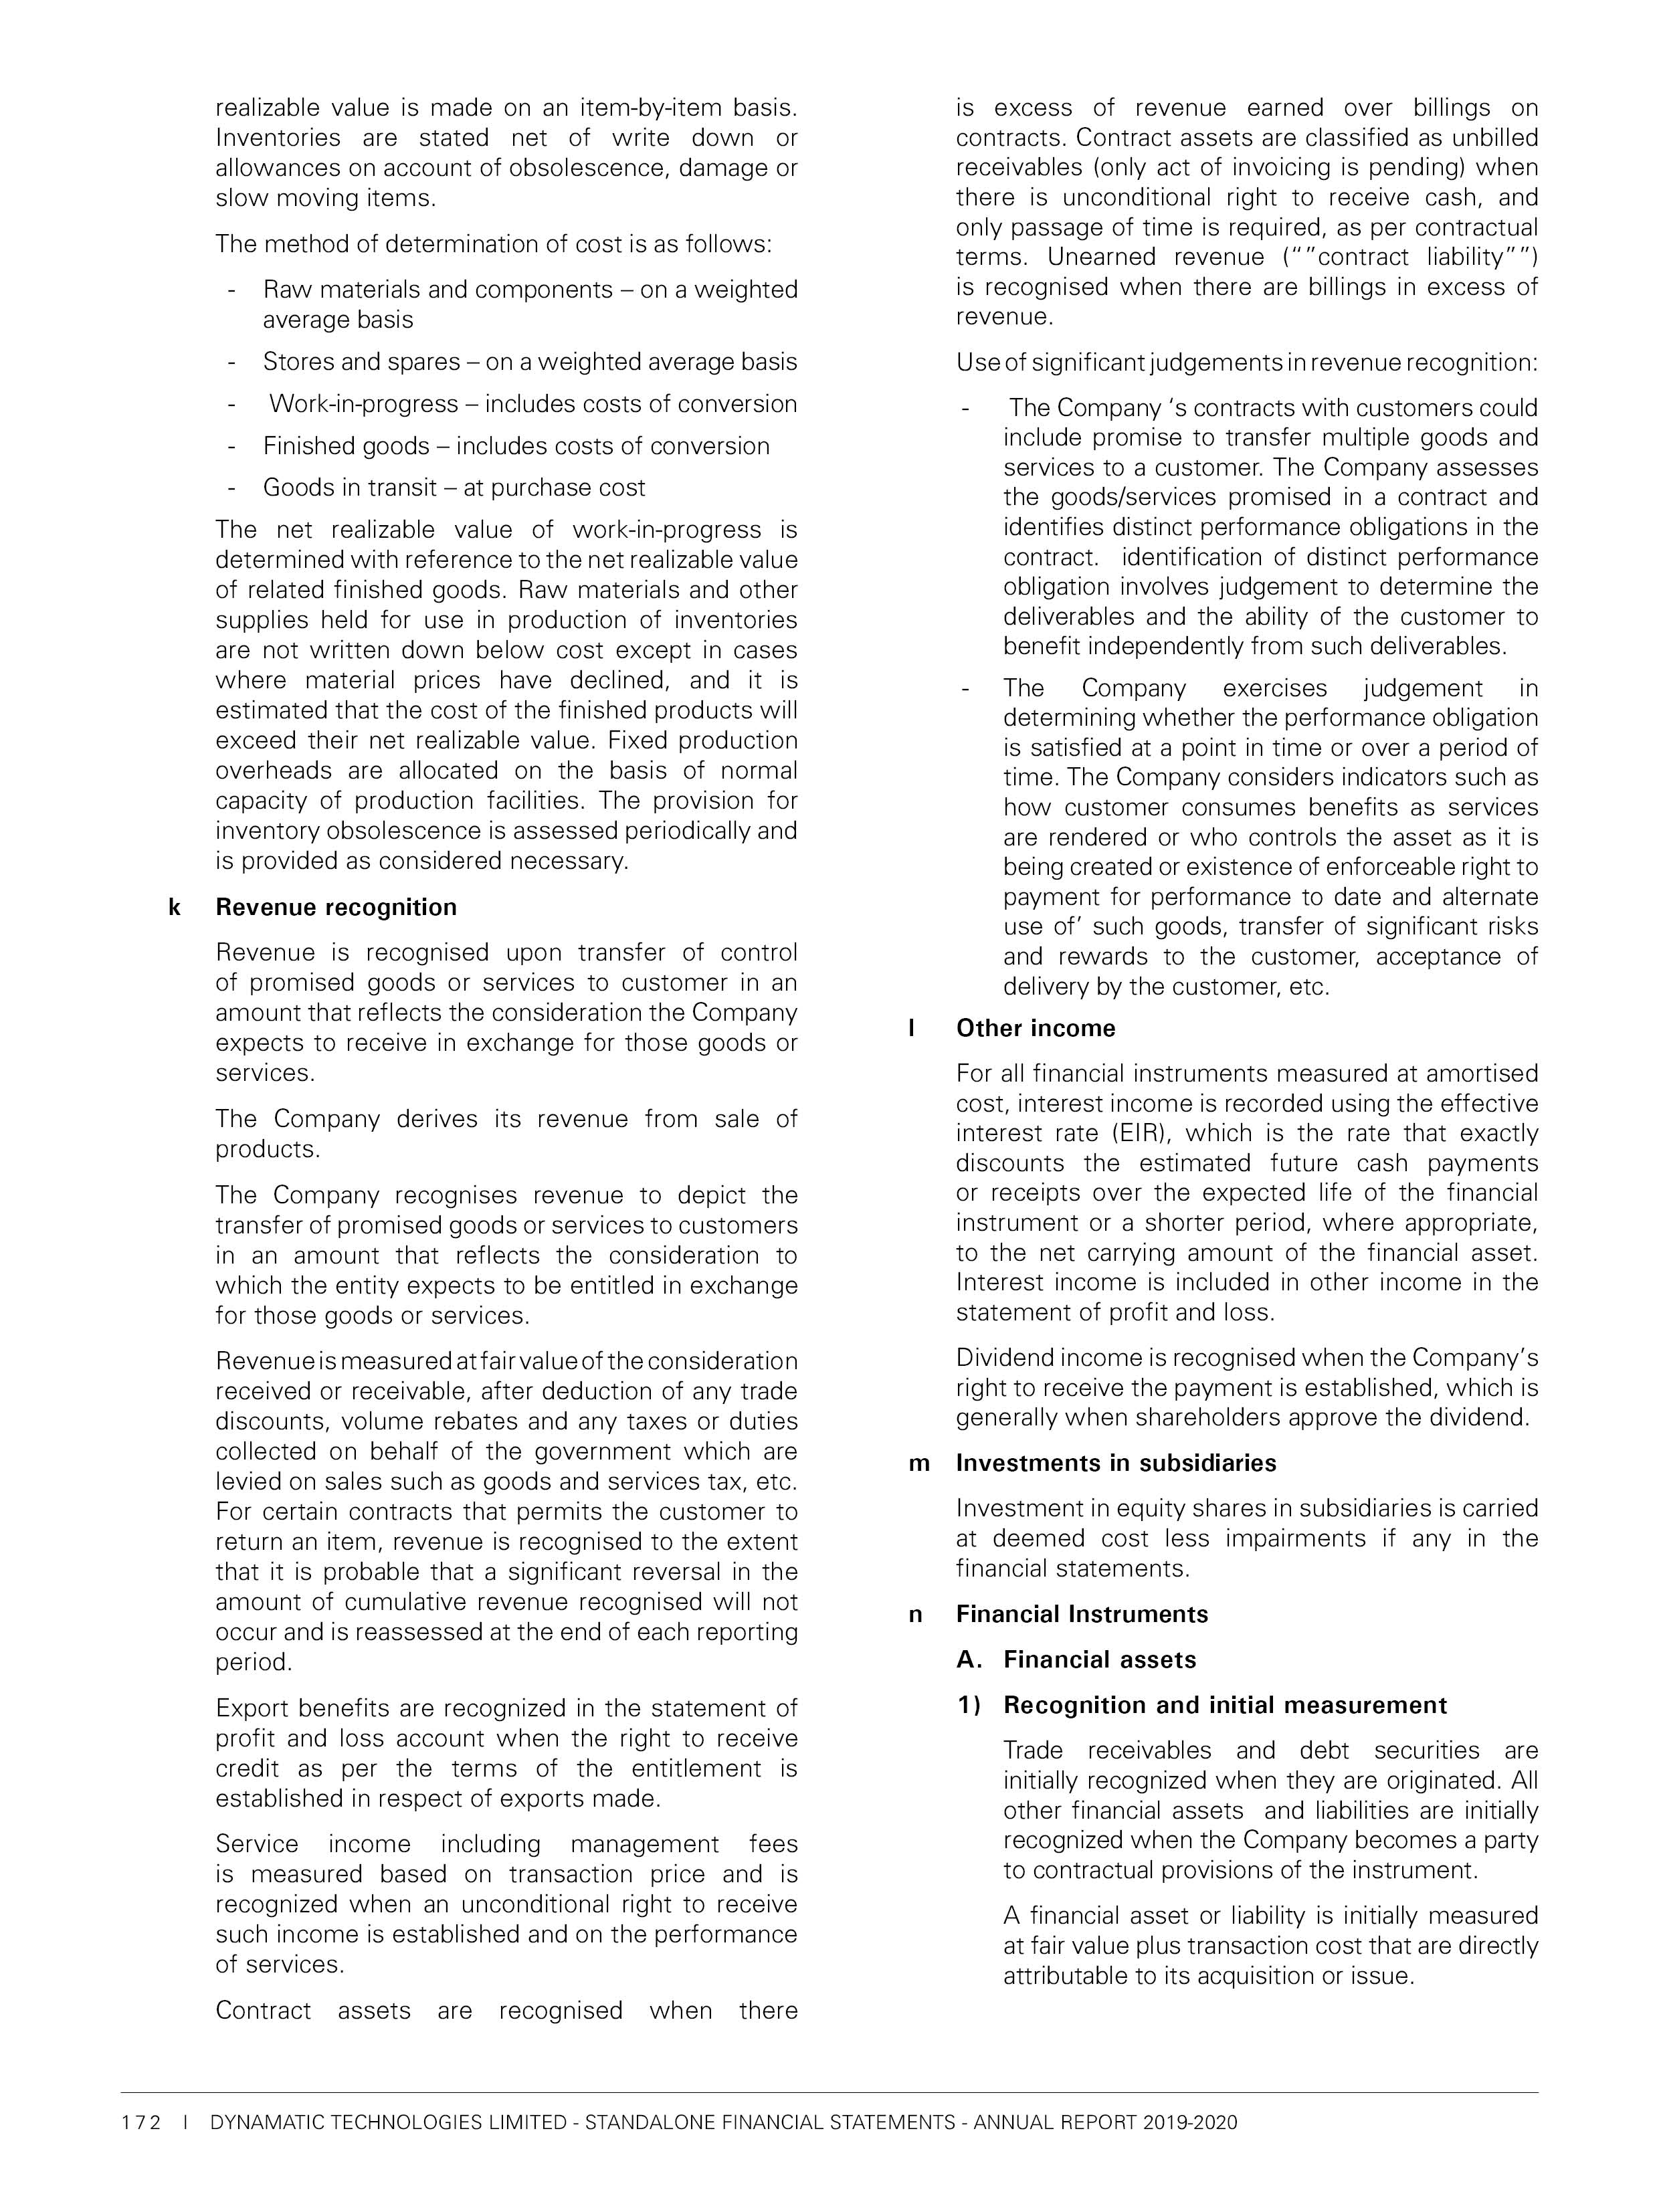 realizable value is made on an item-by-item basis.
Inventories are stated net of write down or
allowances on account of obsolescence, damage or
slow moving items.
The method of determination of cost is as follows:
- Raw materials and components – on a weighted
average basis
- Stores and spares – on a weighted average basis
- Work-in-progress – includes costs of conversion
- Finished goods – includes costs of conversion
- Goods in transit – at purchase cost
The net realizable value of work-in-progress is
determined with reference to the net realizable value
of related finished goods. Raw materials and other
supplies held for use in production of inventories
are not written down below cost except in cases
where material prices have declined, and it is
estimated that the cost of the finished products will
exceed their net realizable value. Fixed production
overheads are allocated on the basis of normal
capacity of production facilities. The provision for
inventory obsolescence is assessed periodically and
is provided as considered necessary.
k Revenue recognition
Revenue is recognised upon transfer of control
of promised goods or services to customer in an
amount that reflects the consideration the Company
expects to receive in exchange for those goods or
services.
The Company derives its revenue from sale of
products.
The Company recognises revenue to depict the
transfer of promised goods or services to customers
in an amount that reflects the consideration to
which the entity expects to be entitled in exchange
for those goods or services.
Revenue is measured at fair value of the consideration
received or receivable, after deduction of any trade
discounts, volume rebates and any taxes or duties
collected on behalf of the government which are
levied on sales such as goods and services tax, etc.
For certain contracts that permits the customer to
return an item, revenue is recognised to the extent
that it is probable that a significant reversal in the
amount of cumulative revenue recognised will not
occur and is reassessed at the end of each reporting
period.
Export benefits are recognized in the statement of
profit and loss account when the right to receive
credit as per the terms of the entitlement is
established in respect of exports made.
Service income including management fees
is measured based on transaction price and is
recognized when an unconditional right to receive
such income is established and on the performance
of services.
Contract assets are recognised when there
is excess of revenue earned over billings on
contracts. Contract assets are classified as unbilled
receivables (only act of invoicing is pending) when
there is unconditional right to receive cash, and
only passage of time is required, as per contractual
terms. Unearned revenue (“”contract liability””)
is recognised when there are billings in excess of
revenue.
Use of significant judgements in revenue recognition:
- The Company ‘s contracts with customers could
include promise to transfer multiple goods and
services to a customer. The Company assesses
the goods/services promised in a contract and
identifies distinct performance obligations in the
contract. identification of distinct performance
obligation involves judgement to determine the
deliverables and the ability of the customer to
benefit independently from such deliverables.
- The Company exercises judgement in
determining whether the performance obligation
is satisfied at a point in time or over a period of
time. The Company considers indicators such as
how customer consumes benefits as services
are rendered or who controls the asset as it is
being created or existence of enforceable right to
payment for performance to date and alternate
use of’ such goods, transfer of significant risks
and rewards to the customer, acceptance of
delivery by the customer, etc.
l Other income
For all financial instruments measured at amortised
cost, interest income is recorded using the effective
interest rate (EIR), which is the rate that exactly
discounts the estimated future cash payments
or receipts over the expected life of the financial
instrument or a shorter period, where appropriate,
to the net carrying amount of the financial asset.
Interest income is included in other income in the
statement of profit and loss.
Dividend income is recognised when the Company’s
right to receive the payment is established, which is
generally when shareholders approve the dividend.
m Investments in subsidiaries
Investment in equity shares in subsidiaries is carried
at deemed cost less impairments if any in the
financial statements.
n Financial Instruments
A. Financial assets
1) Recognition and initial measurement
Trade receivables and debt securities are
initially recognized when they are originated. All
other financial assets and liabilities are initially
recognized when the Company becomes a party
to contractual provisions of the instrument.
A financial asset or liability is initially measured
at fair value plus transaction cost that are directly
attributable to its acquisition or issue.
172 I DYNAMATIC TECHNOLOGIES LIMITED - STANDALONE FINANCIAL STATEMENTS - ANNUAL REPORT 2019-2020